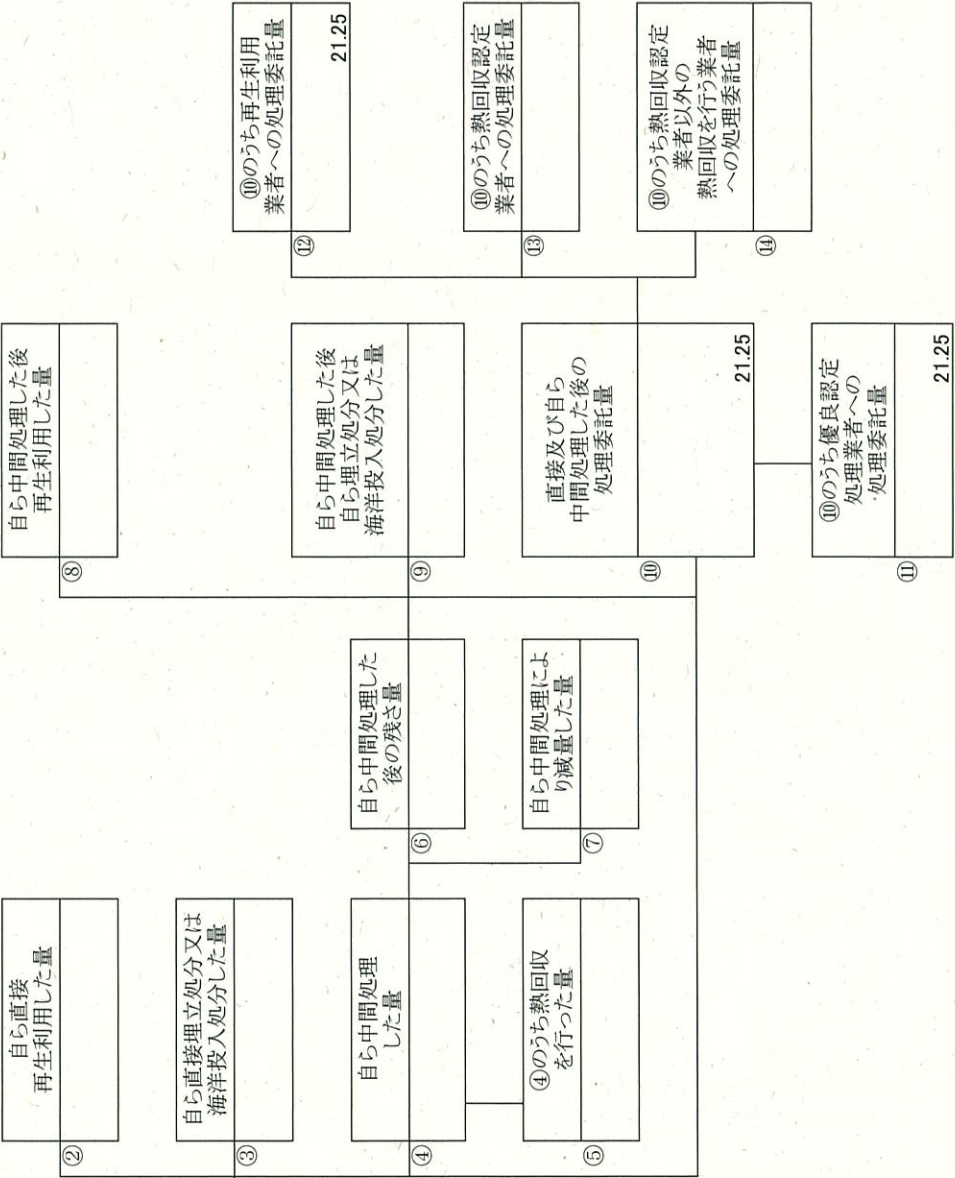 ②
自ら直接
再生利用した量
③
自ら直接埋立処分又は
海洋投入処分した量
④
自ら中間処理
した量
⑤
④のうち熱回収
を行った量
⑥
自ら中間処理した
後の残さ量
⑦
自ら中間処理によ
り減量した量
⑧
自ら中間処理した後
再生利用した量
⑨
自ら中間処理した後
自ら埋立処分又は
海洋投入処分した量
⑩
直接及び自ら
中間処理した後の
処理委託量
21.25
⑪
⑩のうち優良認定
処理業者への
処理委託量
21.25
⑫
⑩のうち再生利用
業者への処理委託量
21.25
⑬
⑩のうち熱回収認定
業者への処理委託量
⑭
⑩のうち熱回収認定
業者以外の
熱回収を行う業者
への処理委託量